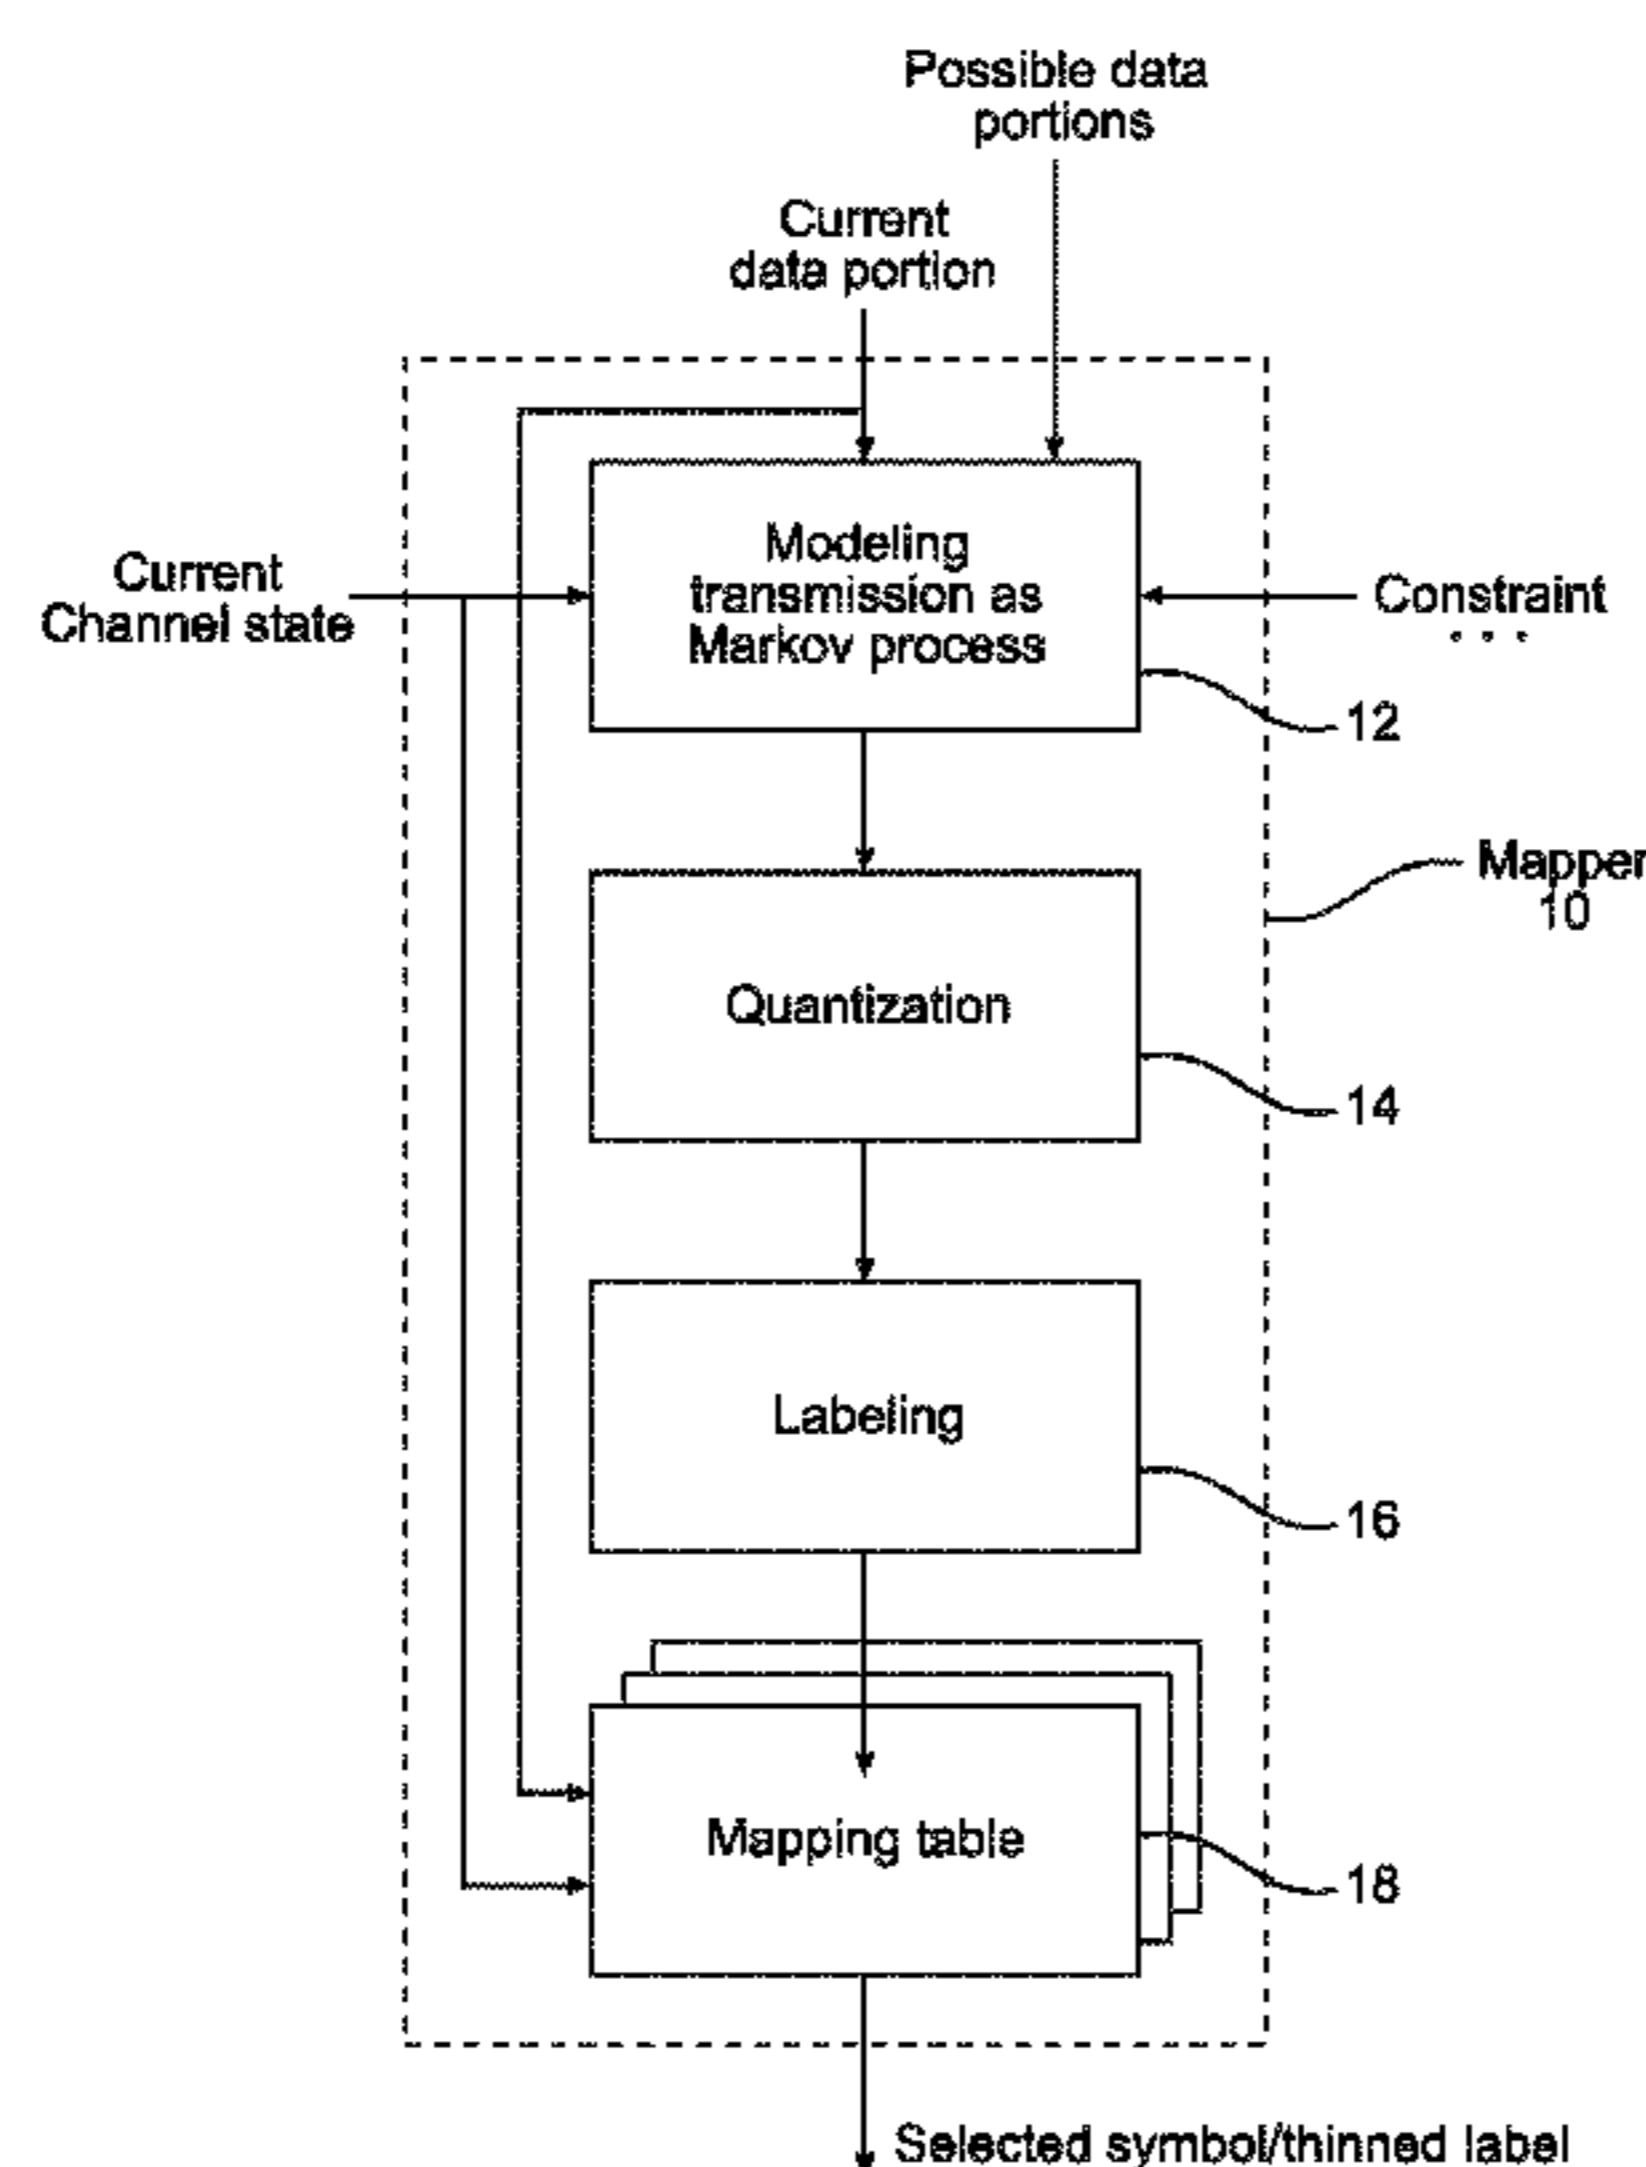 Possible data
portions
Current
data portion
Current
Channel state
Modeling
transmission as
Markov process
Constraint
...
12
Mapper
10
Quantization
14
Labeling
16
Mapping table
18
Selected symbol/thinned label